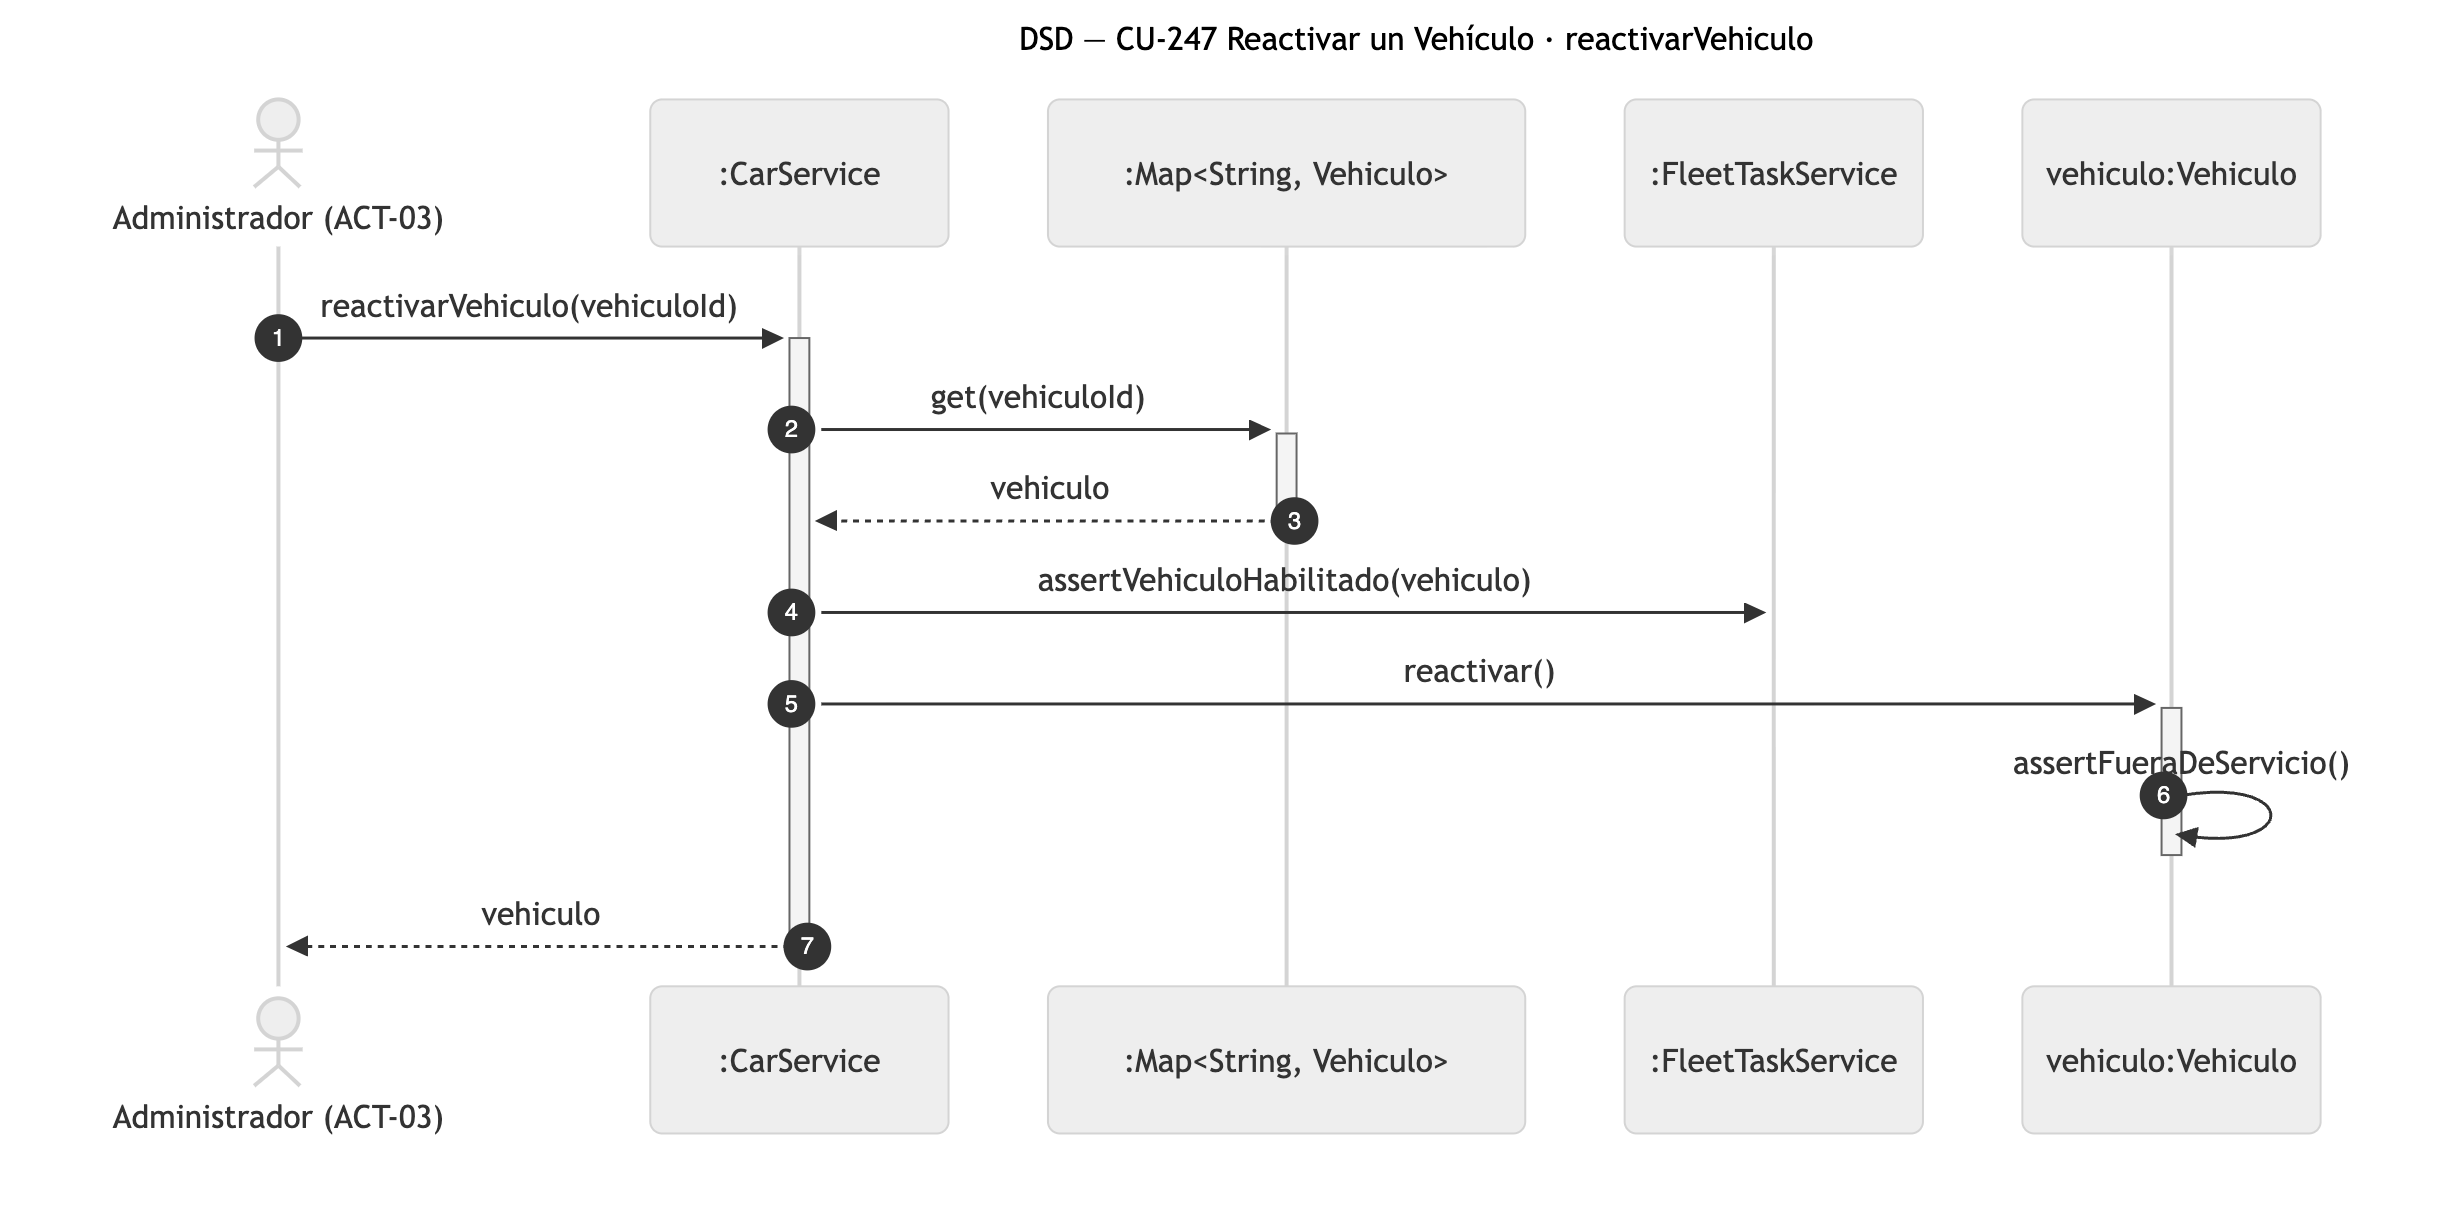 DSD — CU-247 Reactivar un Vehículo · reactivarVehiculo
Administrador (ACT-03)
:CarService
:Map<String, Vehiculo>
:FleetTaskService
vehiculo:Vehiculo
reactivarVehiculo(vehiculoId)
1
get(vehiculoId)
2
vehiculo
3
assertVehiculoHabilitado(vehiculo)
4
reactivar()
5
assertFueraDeServicio()
6
vehiculo
7
:CarService
:Map<String, Vehiculo>
:FleetTaskService
vehiculo:Vehiculo
Administrador (ACT-03)